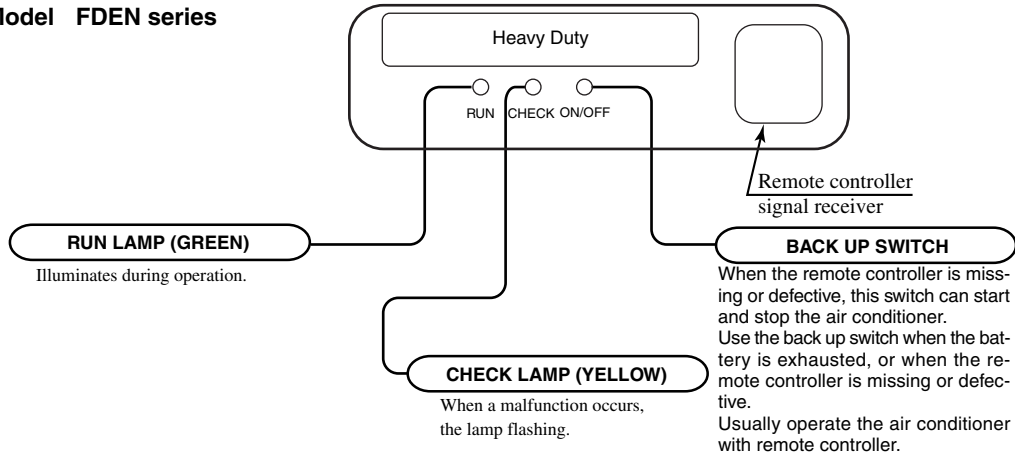 Model FDEN series
Heavy Duty
RUN CHECK ON/OFF
Remote controller
signal receiver
RUN LAMP (GREEN)
Illuminates during operation.
BACK UP SWITCH
When the remote controller is miss-
ing or defective, this switch can start
and stop the air conditioner.
Use the back up switch when the bat-
tery is exhausted, or when the re-
mote controller is missing or defec-
tive.
Usually operate the air conditioner
with remote controller.
CHECK LAMP (YELLOW)
When a malfunction occurs,
the lamp flashing.